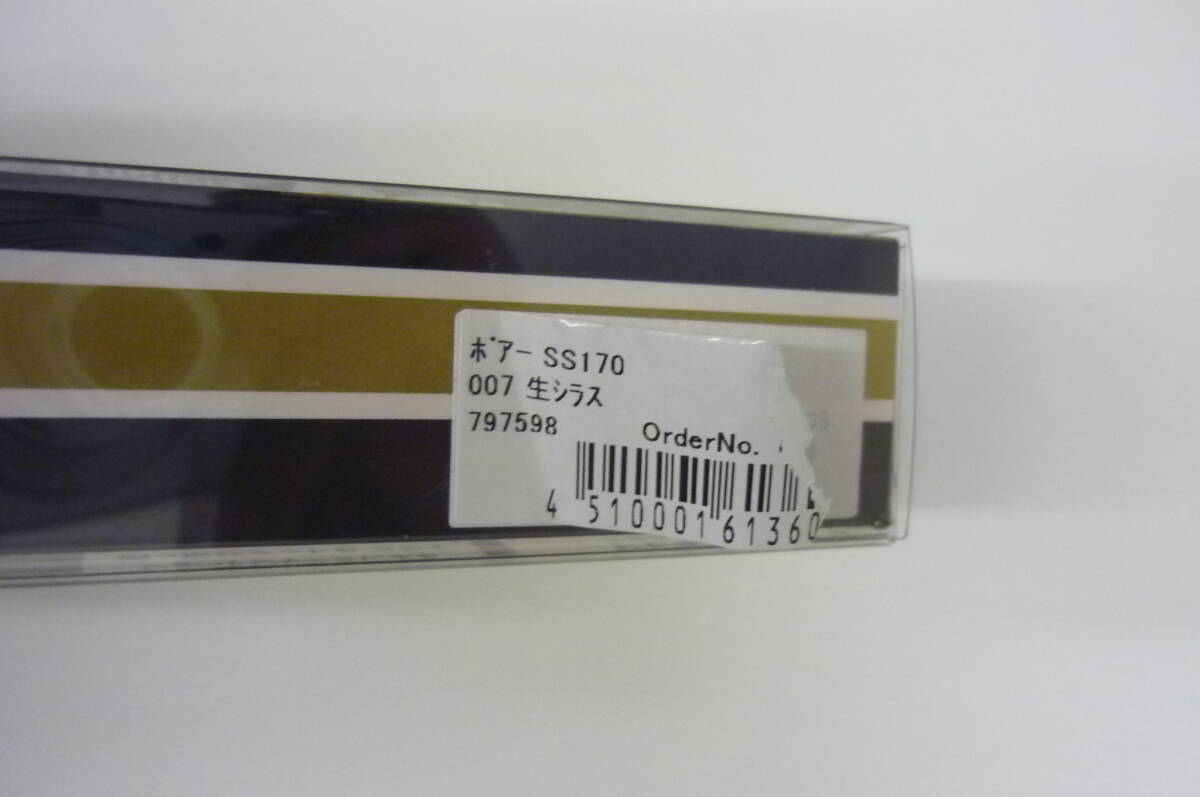 ﾎﾞｱｰ SS170
007 生ｼﾗｽ
797598
OrderNo.
4 510001 61360